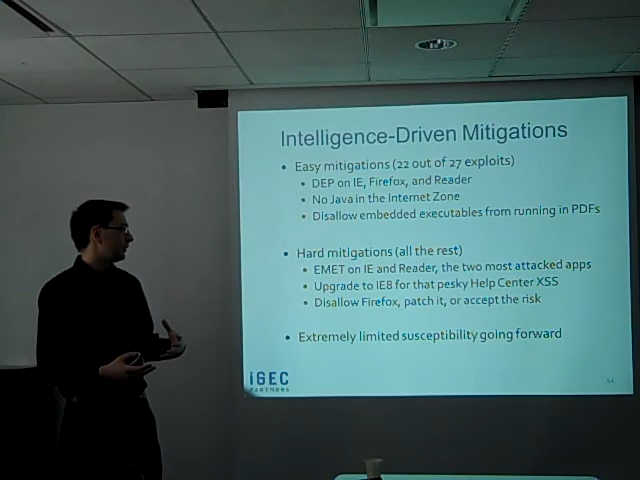 Intelligence-Driven Mitigations
• Easy mitigations (22 out of 27 exploits)
• DEP on IE, Firefox, and Reader
• No Java in the Internet Zone
• Disallow embedded executables from running in PDFs
• Hard mitigations (all the rest)
• EMET on IE and Reader, the two most attacked apps
• Upgrade to IE8 for that pesky Help Center XSS
• Disallow Firefox, patch it, or accept the risk
• Extremely limited susceptibility going forward
iSEC
PARTNERS